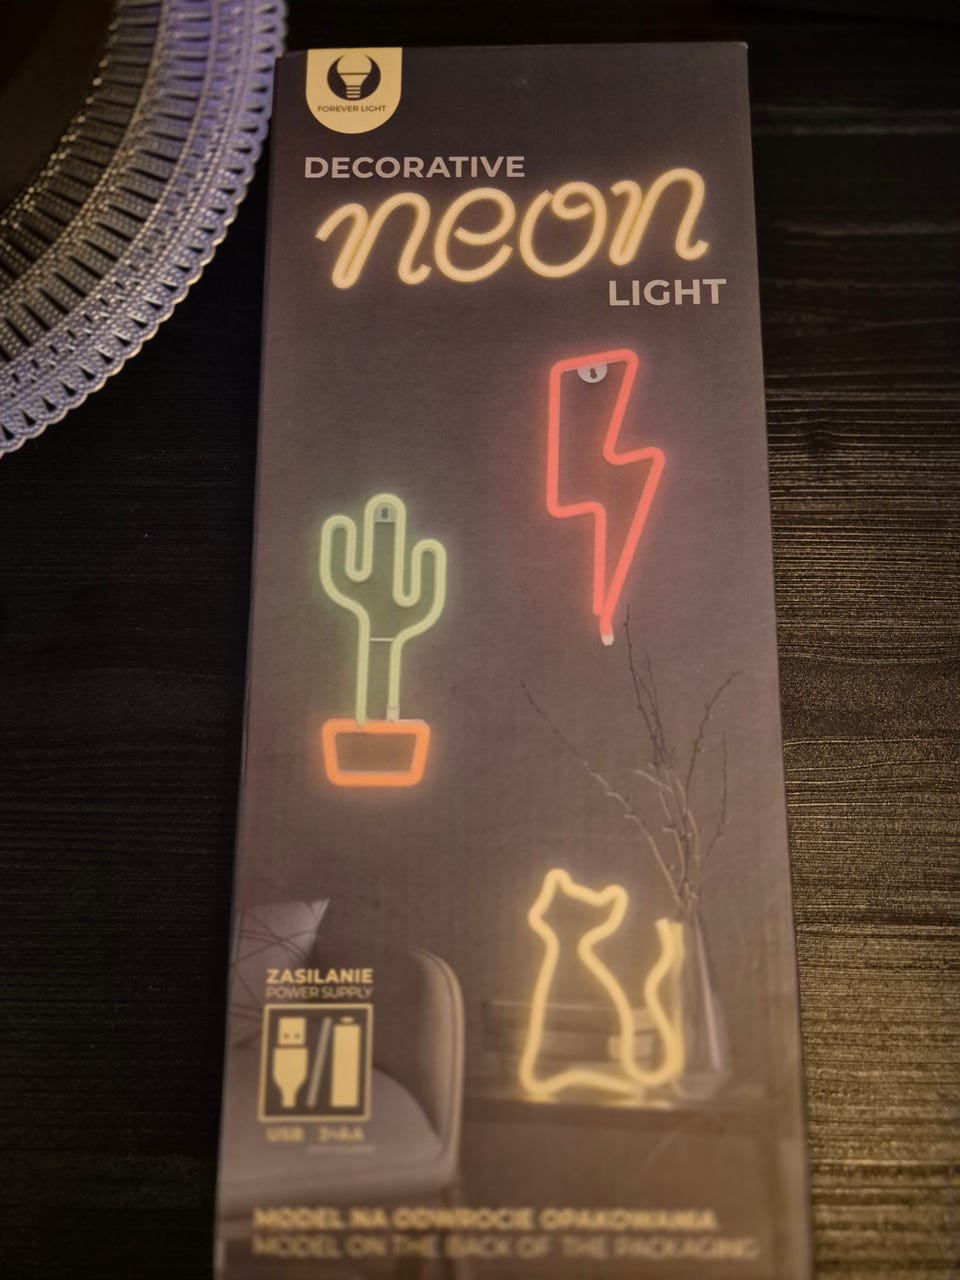 FOREVER LIGHT
DECORATIVE
neon
LIGHT
ZASILANIE
POWER SUPPLY
USB 3×AA
MODEL NA ODWROCIE OPAKOWANIA
MODEL ON THE BACK OF THE PACKAGING